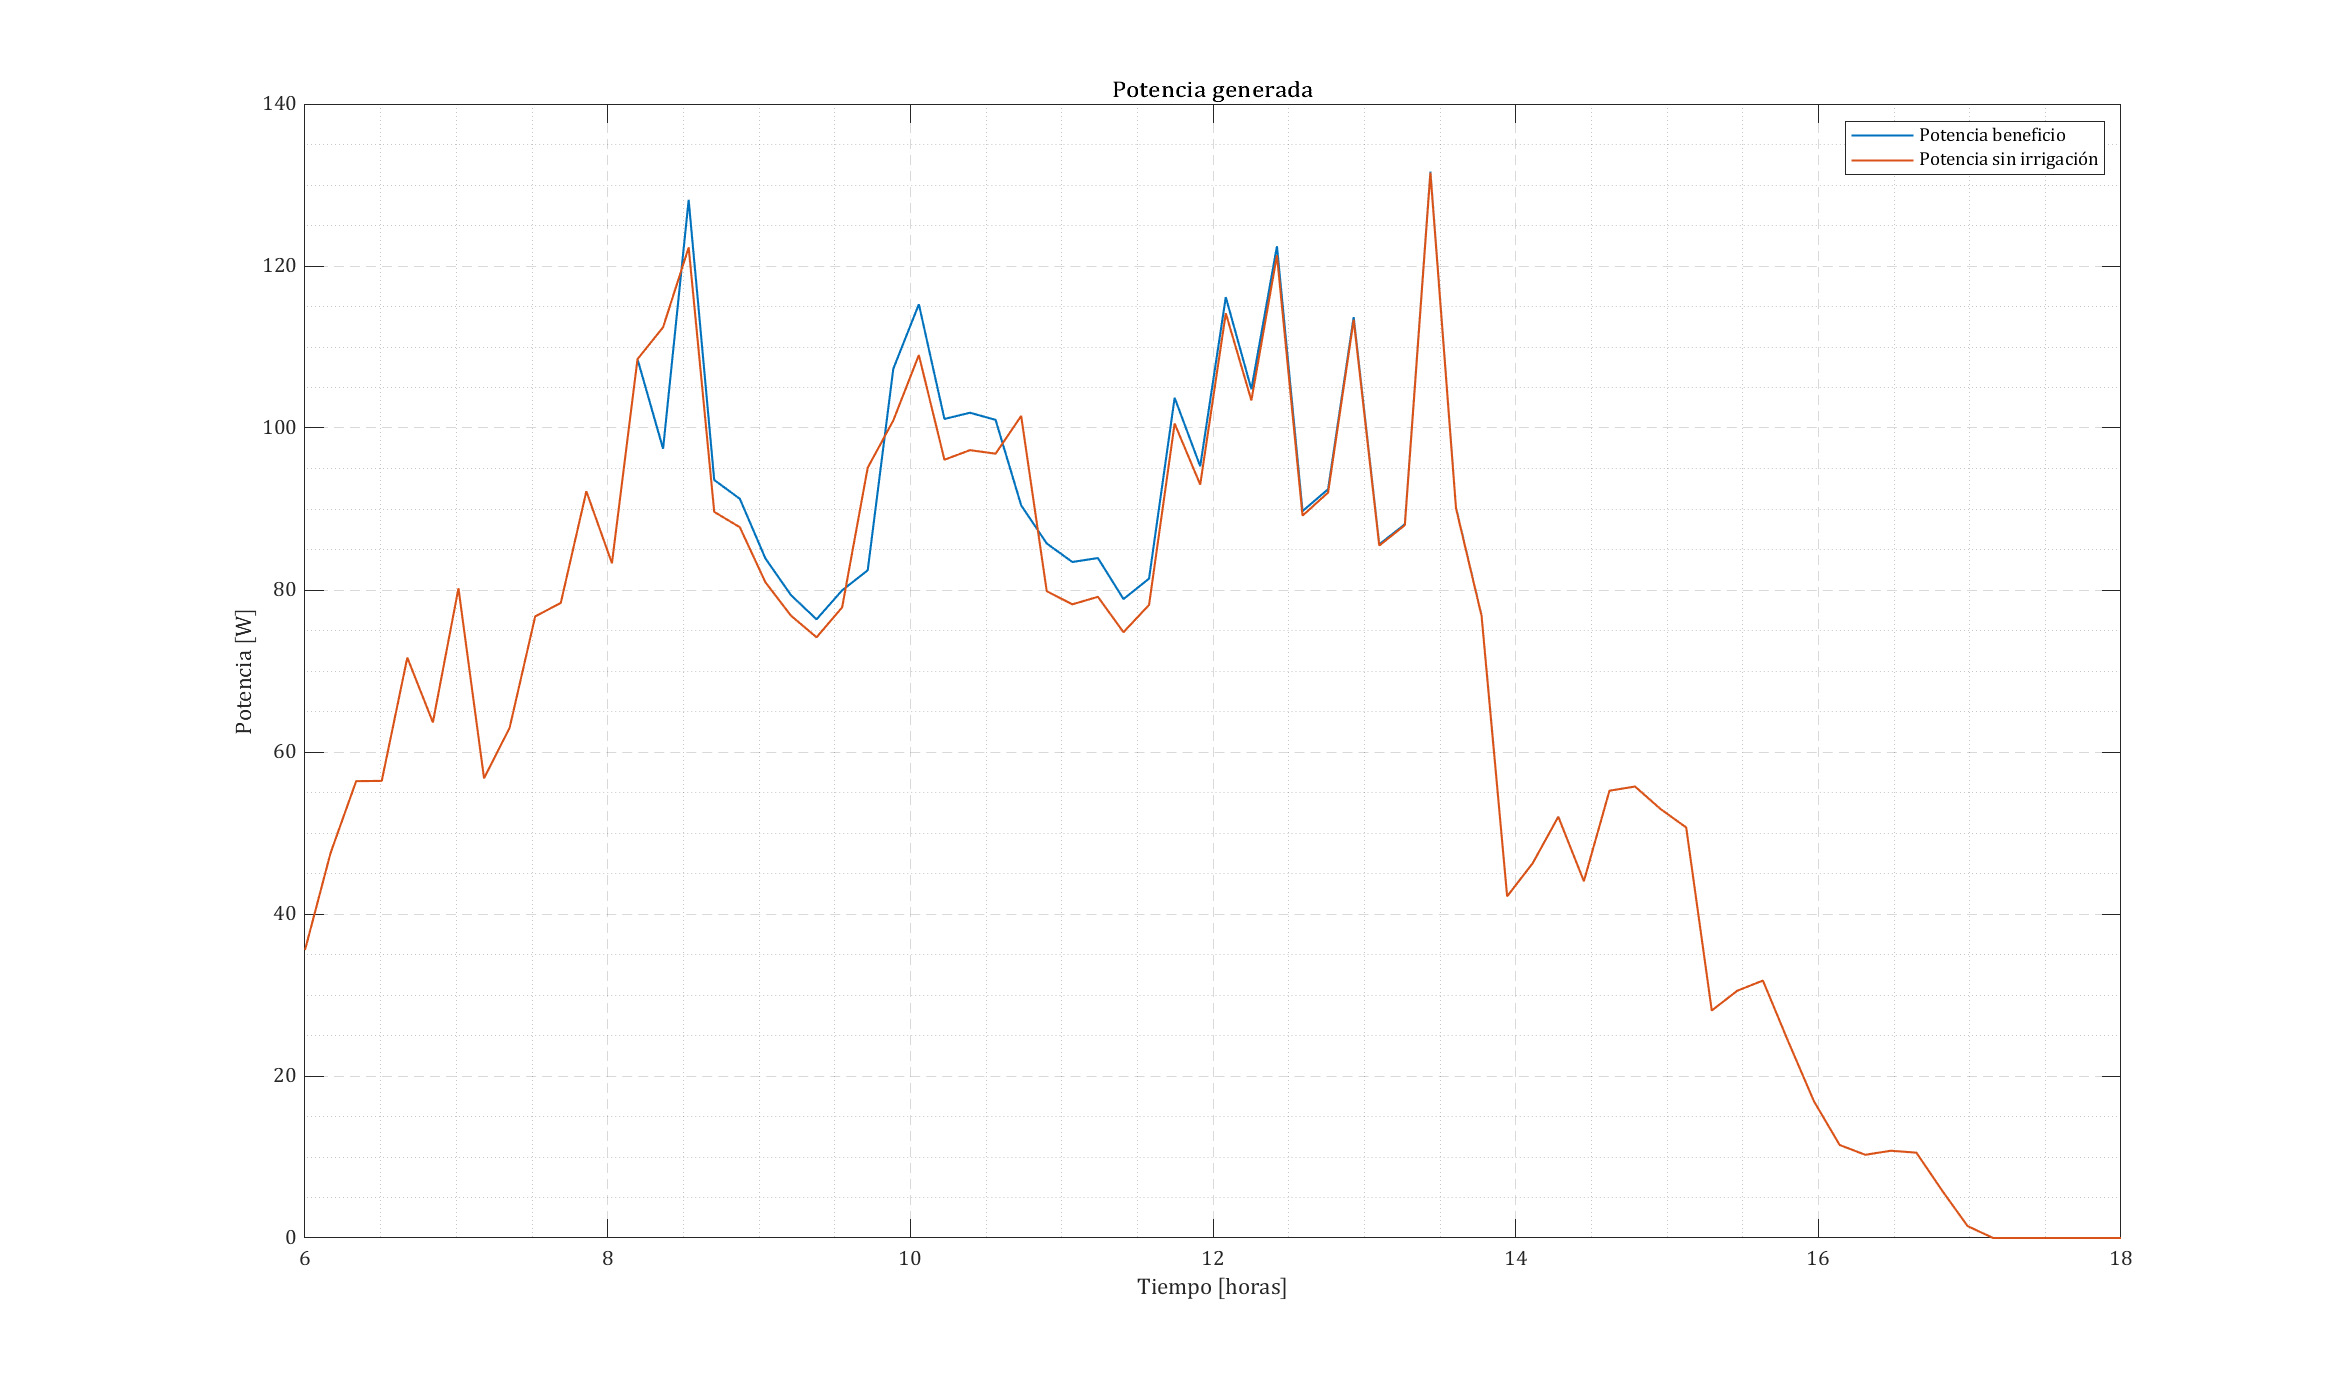 Potencia generada
140
120
100
80
60
40
20
0
Potencia [W]
Potencia beneficio
Potencia sin irrigación
6 8 10 12 14 16 18
Tiempo [horas]